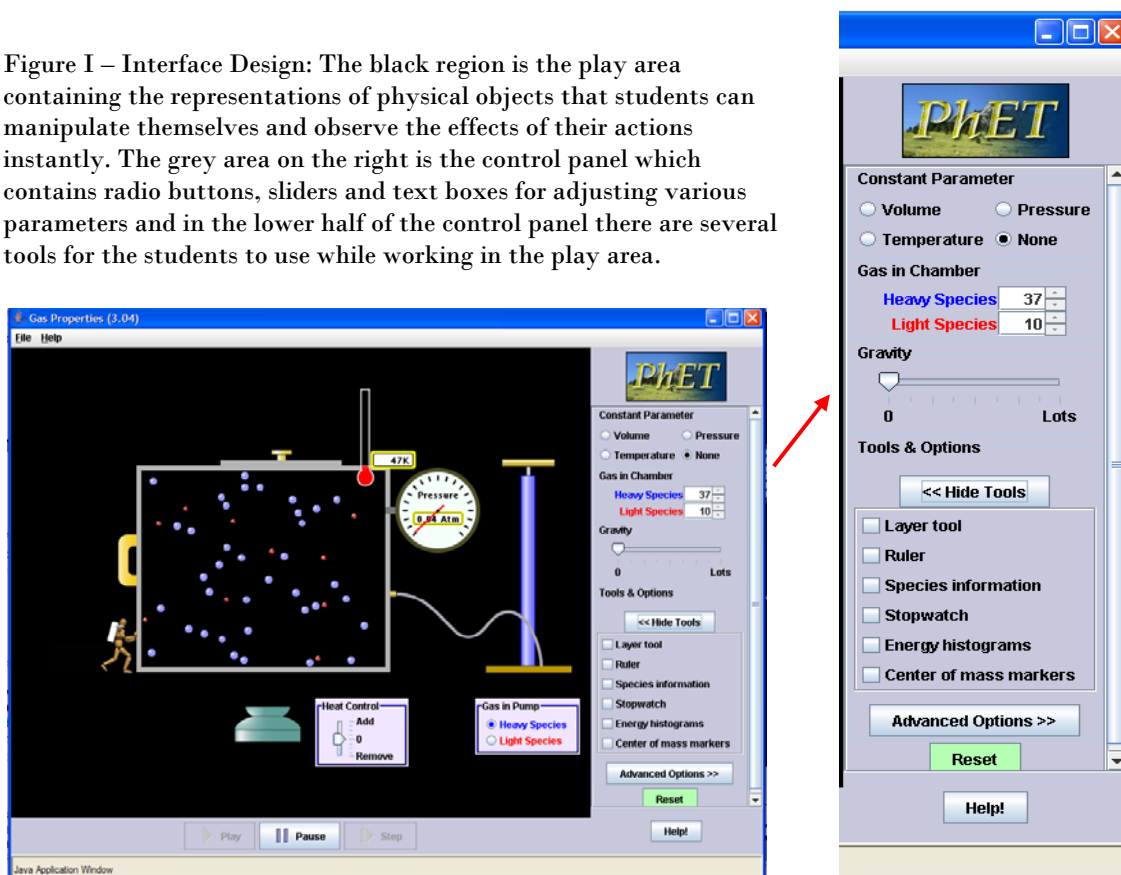 Figure I – Interface Design: The black region is the play area
containing the representations of physical objects that students can
manipulate themselves and observe the effects of their actions
instantly. The grey area on the right is the control panel which
contains radio buttons, sliders and text boxes for adjusting various
parameters and in the lower half of the control panel there are several
tools for the students to use while working in the play area.
Gas Properties (3.04)
File Help
PhET
Constant Parameter
Volume Pressure
Temperature None
Gas in Chamber
Heavy Species 37
Light Species 10
Gravity
0 Lots
Tools & Options
<< Hide Tools
Layer tool
Ruler
Species information
Stopwatch
Energy histograms
Center of mass markers
Advanced Options >>
Reset
Help!
47K
Pressure
Atm
Heat Control
Add
0
Remove
Gas in Pump
Heavy Species
Light Species
Play Pause Step
Java Application Window
PhET
Constant Parameter
Volume Pressure
Temperature None
Gas in Chamber
Heavy Species 37
Light Species 10
Gravity
0 Lots
Tools & Options
<< Hide Tools
Layer tool
Ruler
Species information
Stopwatch
Energy histograms
Center of mass markers
Advanced Options >>
Reset
Help!